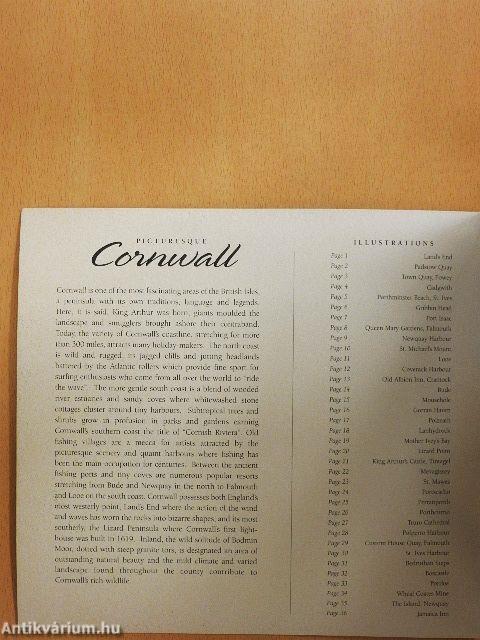 PICTURESQUE
Cornwall
Cornwall is one of the most fascinating areas of the British Isles,
a peninsula with its own traditions, language and legends.
Here, it is said, King Arthur was born, giants moulded the
landscape and smugglers brought ashore their contraband.
Today, the variety of Cornwall's coastline, stretching for more
than 300 miles, attracts many holiday-makers. The north coast
is wild and rugged, its jagged cliffs and jutting headlands
battered by the Atlantic rollers which provide fine sport for
surfing enthusiasts who come from all over the world to "ride
the wave". The more gentle south coast is a blend of wooded
river estuaries and sandy coves where whitewashed stone
cottages cluster around tiny harbours. Subtropical trees and
shrubs grow in profusion in parks and gardens earning
Cornwall's southern coast the title of "Cornish Riviera". Old
fishing villages are a mecca for artists attracted by the
picturesque scenery and quaint harbours where fishing has
been the main occupation for centuries. Between the ancient
fishing ports and tiny coves are numerous popular resorts
stretching from Bude and Newquay in the north to Falmouth
and Looe on the south coast. Cornwall possesses both England's
most westerly point, Lands End where the action of the wind
and waves has worn the rocks into bizarre shapes, and its most
southerly, the Lizard Peninsula where Cornwall's first light-
house was built in 1619. Inland, the wild solitude of Bodmin
Moor, dotted with steep granite tors, is designated an area of
outstanding natural beauty and the mild climate and varied
landscape found throughout the county contribute to
Cornwall's rich wildlife.
ILLUSTRATIONS
Page 1 Lands End
Page 2 Padstow Quay
Page 3 Town Quay, Fowey
Page 4 Cadgwith
Page 5 Porthminster Beach, St. Ives
Page 6 Gribbin Head
Page 7 Port Isaac
Page 8 Queen Mary Gardens, Falmouth
Page 9 Newquay Harbour
Page 10 St. Michael's Mount
Page 11 Looe
Page 12 Coverack Harbour
Page 13 Old Albion Inn, Crantock
Page 14 Bude
Page 15 Mousehole
Page 16 Gorran Haven
Page 17 Polzeath
Page 18 Lanhydrock
Page 19 Mother Ivey's Bay
Page 20 Lizard Point
Page 21 King Arthur's Castle, Tintagel
Page 22 Mevagissey
Page 23 St. Mawes
Page 24 Portscatho
Page 25 Perranporth
Page 26 Porthcurno
Page 27 Truro Cathedral
Page 28 Polperro Harbour
Page 29 Custom House Quay, Falmouth
Page 30 St. Ives Harbour
Page 31 Bedruthan Steps
Page 32 Boscastle
Page 33 Portloe
Page 34 Wheal Coates Mine
Page 35 The Island, Newquay
Page 36 Jamaica Inn
Antikvárium.hu